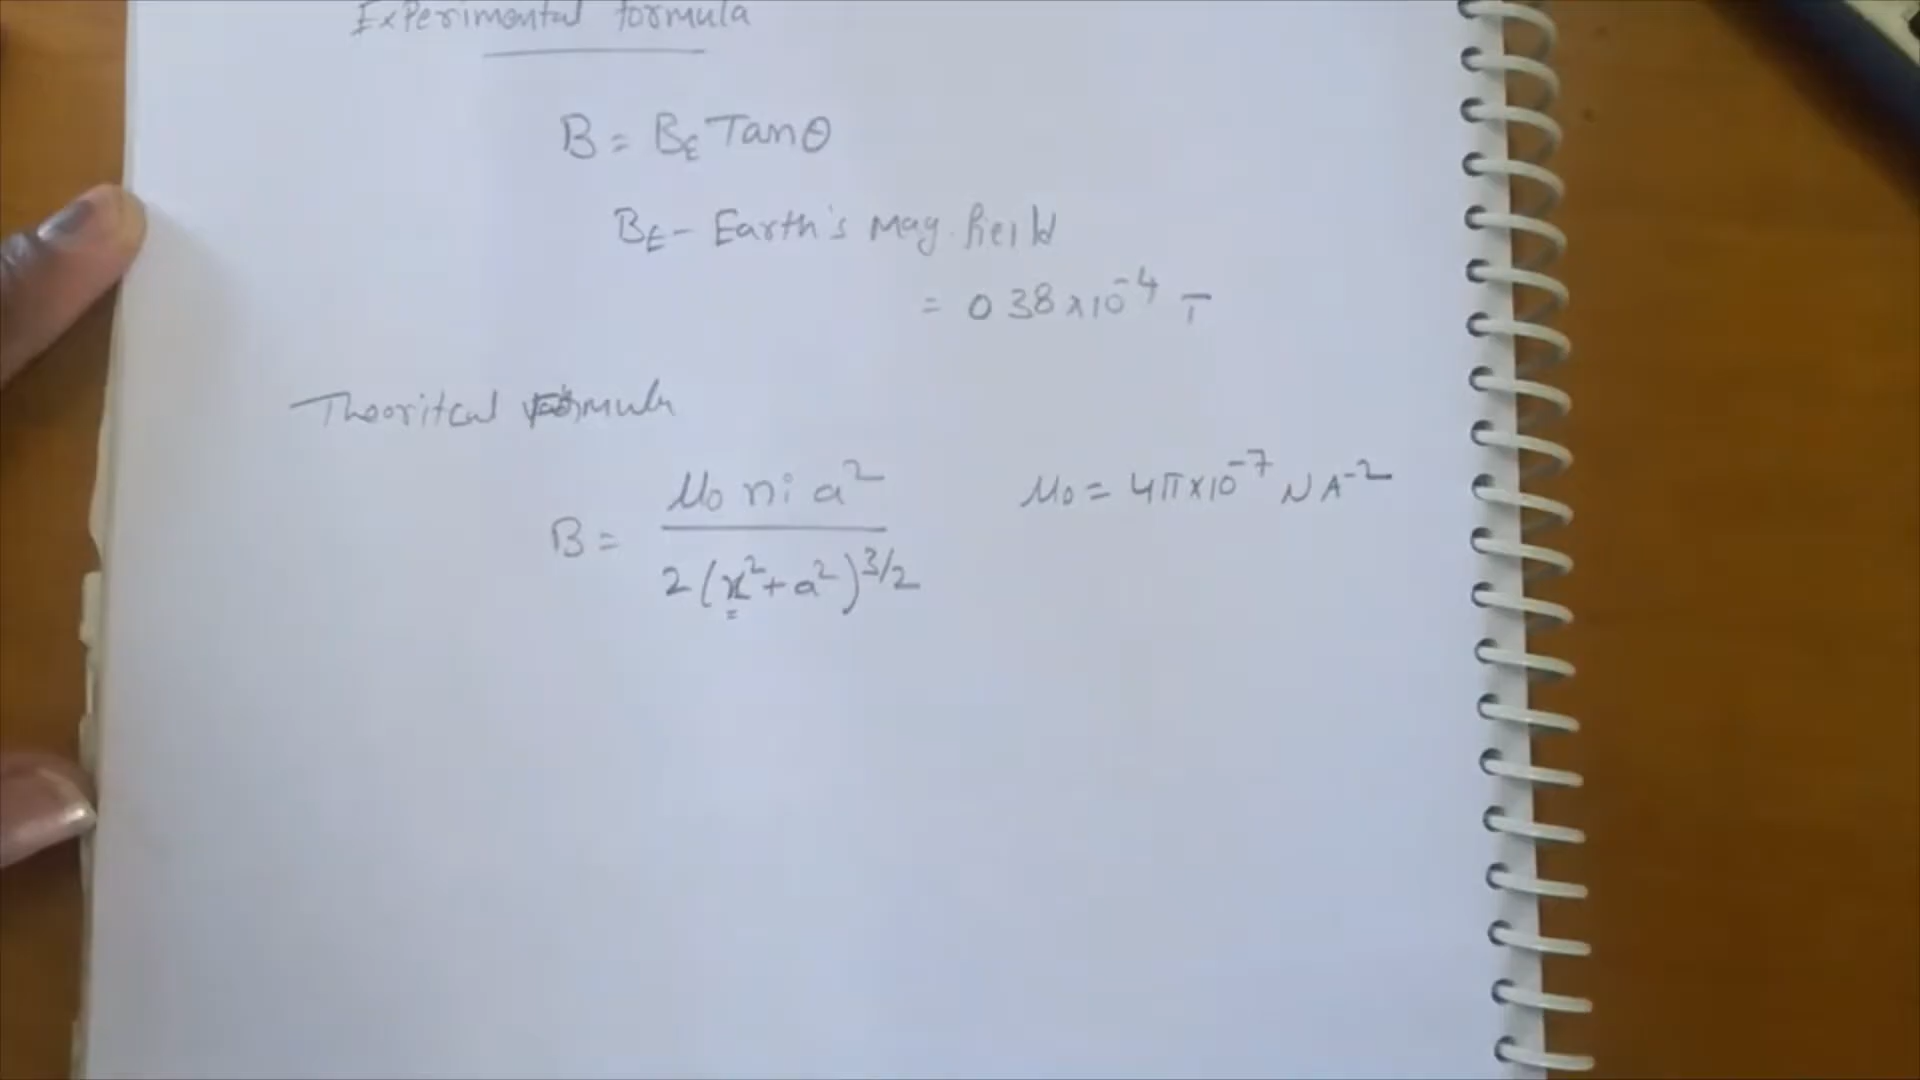 Experimental formula
B = B_E Tanθ
B_E - Earth's Mag. field
= 0.38 × 10^-4 T
Theoritcal Formula
B = μ₀ n i a² / 2(x² + a²)^3/2
μ₀ = 4π×10^-7 N A^-2